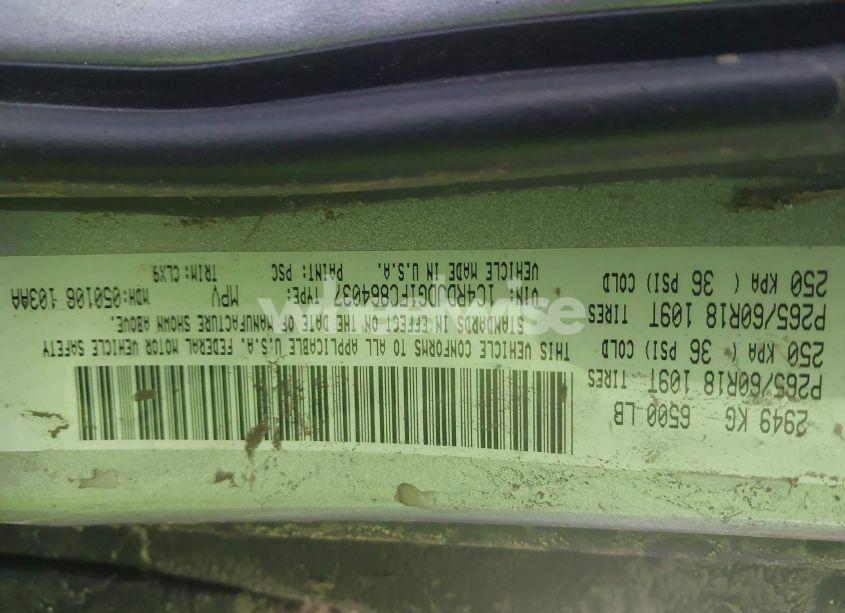 2949 KG 6500 LB
P265/60R18 109T TIRES
250 KPA ( 36 PSI) COLD
P265/60R18 109T TIRES
250 KPA ( 36 PSI) COLD
THIS VEHICLE CONFORMS TO ALL APPLICABLE U.S.A. FEDERAL MOTOR VEHICLE SAFETY
STANDARDS IN EFFECT ON THE DATE OF MANUFACTURE SHOWN ABOVE.
VIN: 1C4RDJDG1FC864037 TYPE: MPV MDH:050106 103AA
VEHICLE MADE IN U.S.A. PAINT: PSC TRIM: CLX9